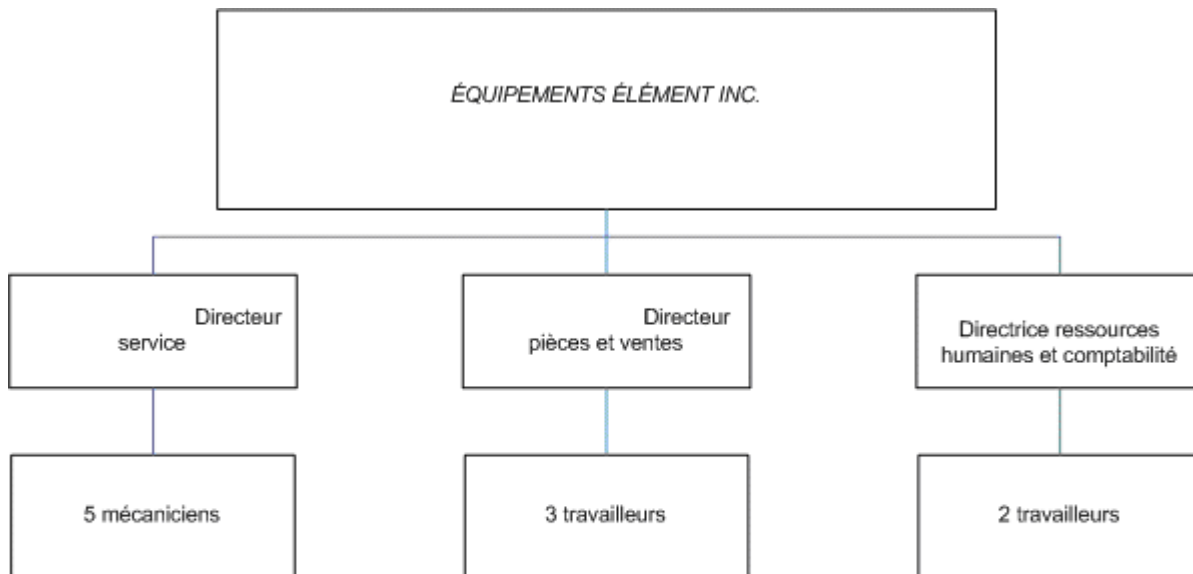 ÉQUIPEMENTS ÉLÉMENT INC.
Directeur
service
Directeur
pièces et ventes
Directrice ressources
humaines et comptabilité
5 mécaniciens
3 travailleurs
2 travailleurs